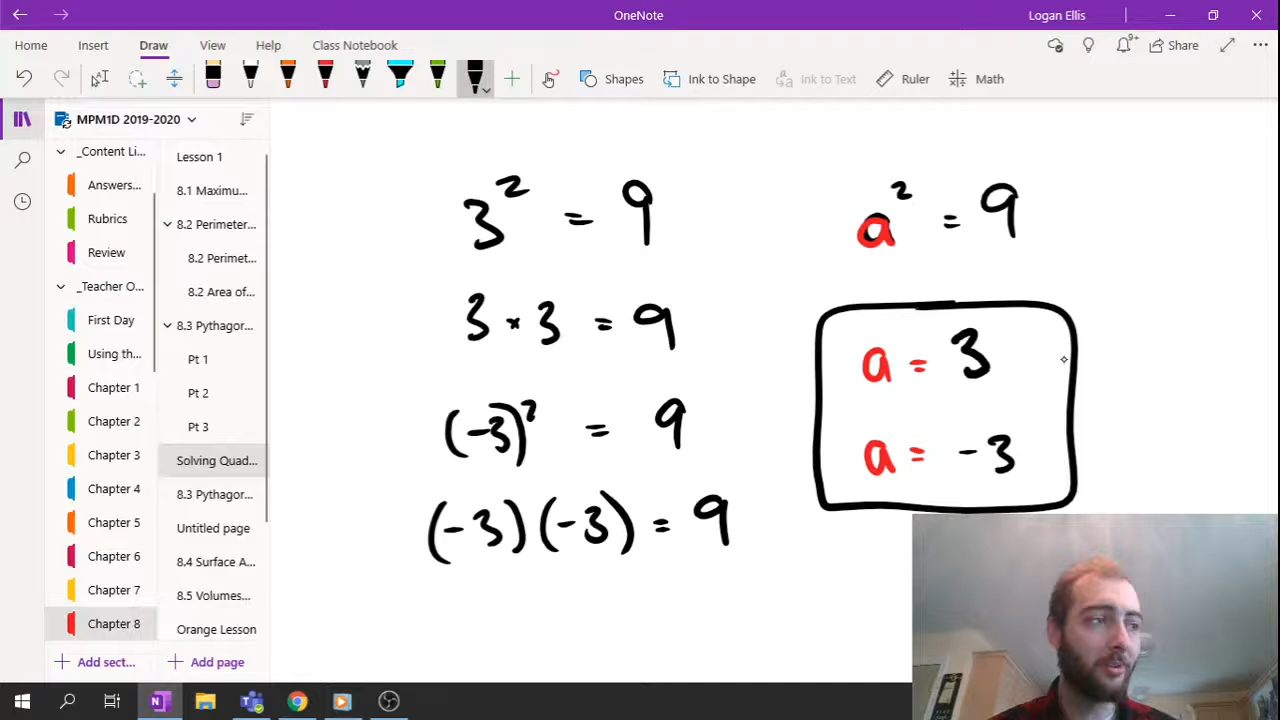 OneNote
Logan Ellis
Home Insert Draw View Help Class Notebook
9+ Share
Shapes Ink to Shape Ink to Text Ruler Math
MPM1D 2019-2020
_Content Li...
Answers...
Rubrics
Review
_Teacher O...
First Day
Using th...
Chapter 1
Chapter 2
Chapter 3
Chapter 4
Chapter 5
Chapter 6
Chapter 7
Chapter 8
Add sect...
Lesson 1
8.1 Maximu...
8.2 Perimeter...
8.2 Perimet...
8.2 Area of...
8.3 Pythagor...
Pt 1
Pt 2
Pt 3
Solving Quad...
8.3 Pythagor...
Untitled page
8.4 Surface A...
8.5 Volumes...
Orange Lesson
Add page
3² = 9
3 × 3 = 9
(-3)² = 9
(-3)(-3) = 9
a² = 9
a = 3
a = -3